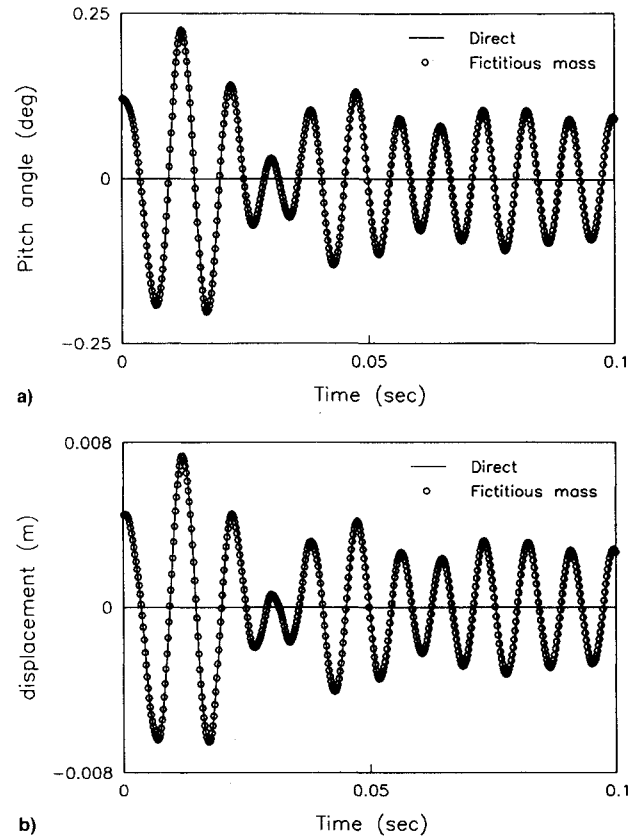 0.25
Direct
Fictitious mass
Pitch angle (deg)
0
-0.25
0
0.05
0.1
Time (sec)
a)
0.008
Direct
Fictitious mass
displacement (m)
0
-0.008
0
0.05
0.1
Time (sec)
b)